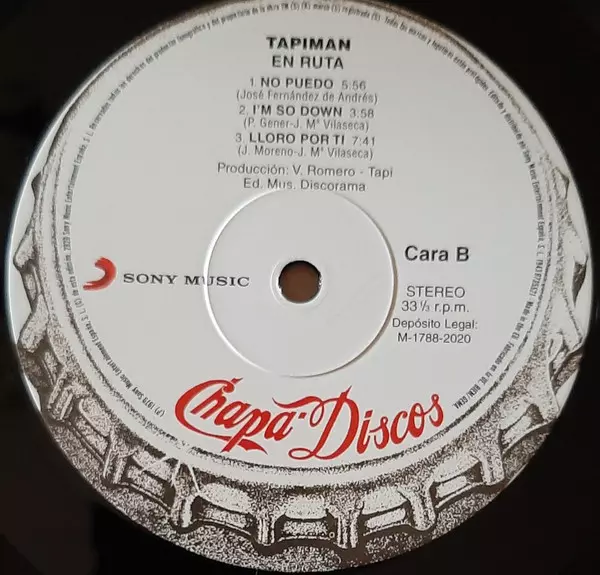 TAPIMAN
EN RUTA
1 NO PUEDO 5:56
(José Fernández de Andrés)
2. I'M SO DOWN 3:58
(P. Gener-J. Mª Vilaseca)
3. LLORO POR TI 7:41
(J. Moreno-J. Mª Vilaseca)
Producción: V. Romero - Tapi
Ed. Mus. Discorama
SONY MUSIC
Cara B
STEREO
33 ⅓ r.p.m.
Depósito Legal:
M-1788-2020
Chapa-Discos